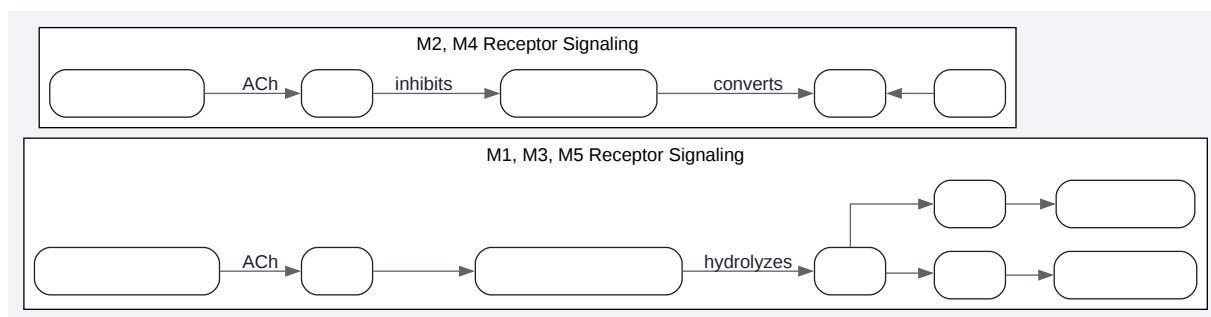 M2, M4 Receptor Signaling
ACh
inhibits
converts
M1, M3, M5 Receptor Signaling
ACh
hydrolyzes